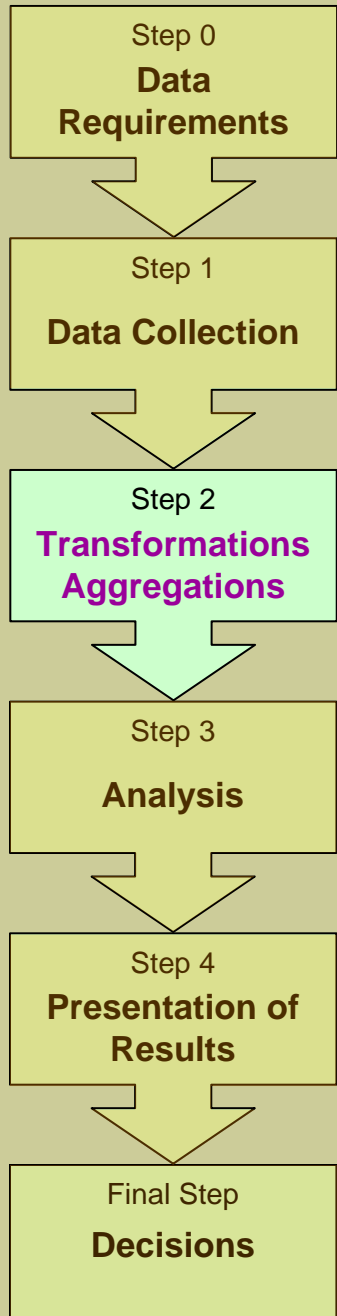 Step 0
Data
Requirements
Step 1
Data Collection
Step 2
Transformations
Aggregations
Step 3
Analysis
Step 4
Presentation of
Results
Final Step
Decisions